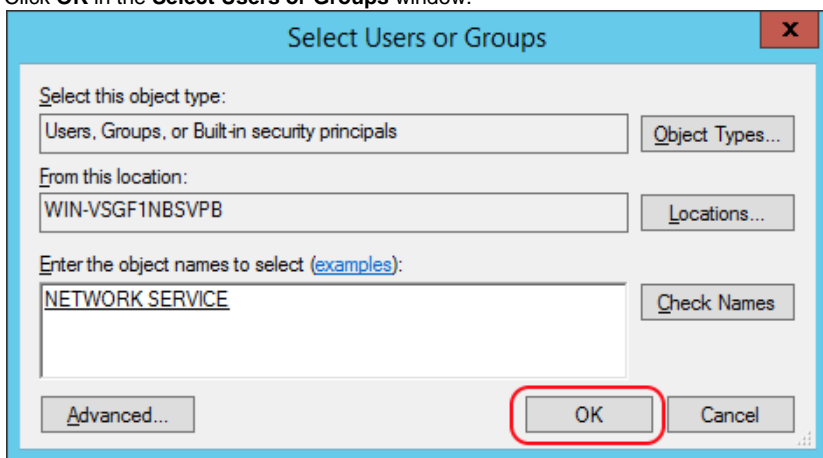 Click OK in the Select Users or Groups window.
Select Users or Groups
x
Select this object type:
Users, Groups, or Built-in security principals
Object Types...
From this location:
WIN-VSGF1NBSVPB
Locations...
Enter the object names to select (examples):
NETWORK SERVICE
Check Names
Advanced...
OK
Cancel